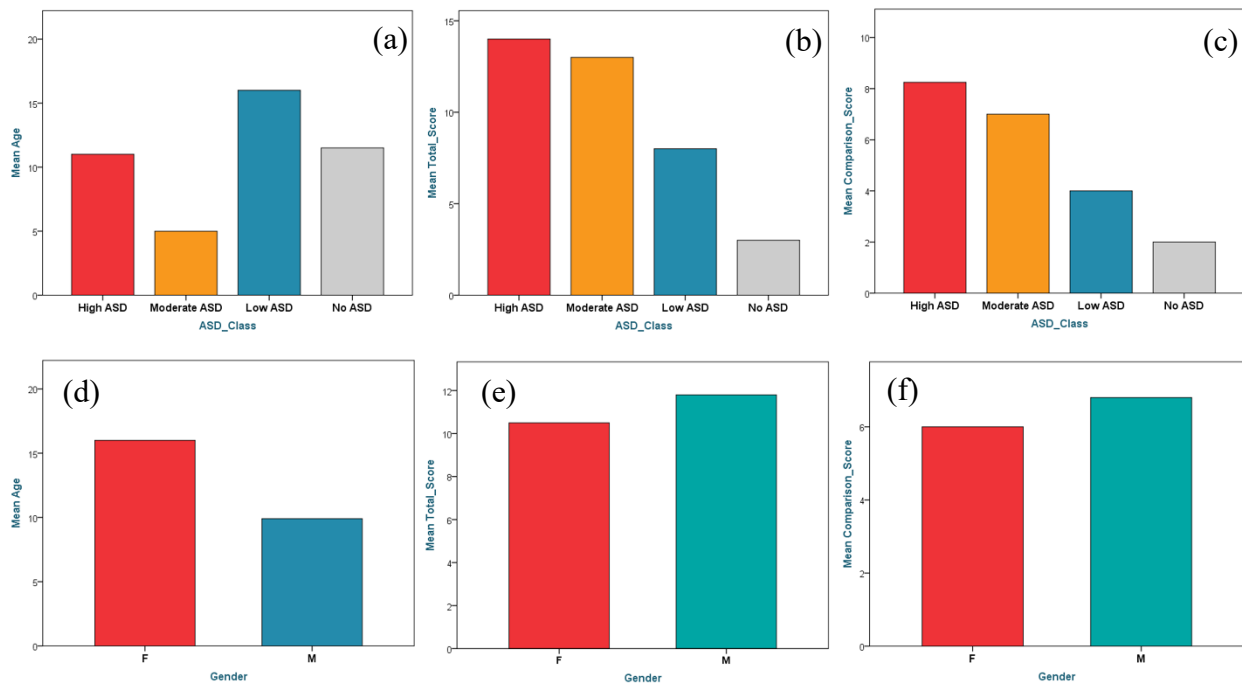 (a)
Mean Age
20
15
10
5
0
High ASD Moderate ASD Low ASD No ASD
ASD_Class
(b)
Mean Total_Score
15
10
5
0
High ASD Moderate ASD Low ASD No ASD
ASD_Class
(c)
Mean Comparison_Score
10
8
6
4
2
0
High ASD Moderate ASD Low ASD No ASD
ASD_Class
(d)
Mean Age
20
15
10
5
0
F M
Gender
(e)
Mean Total_Score
12
10
8
6
4
2
0
F M
Gender
(f)
Mean Comparison_Score
6
4
2
0
F M
Gender